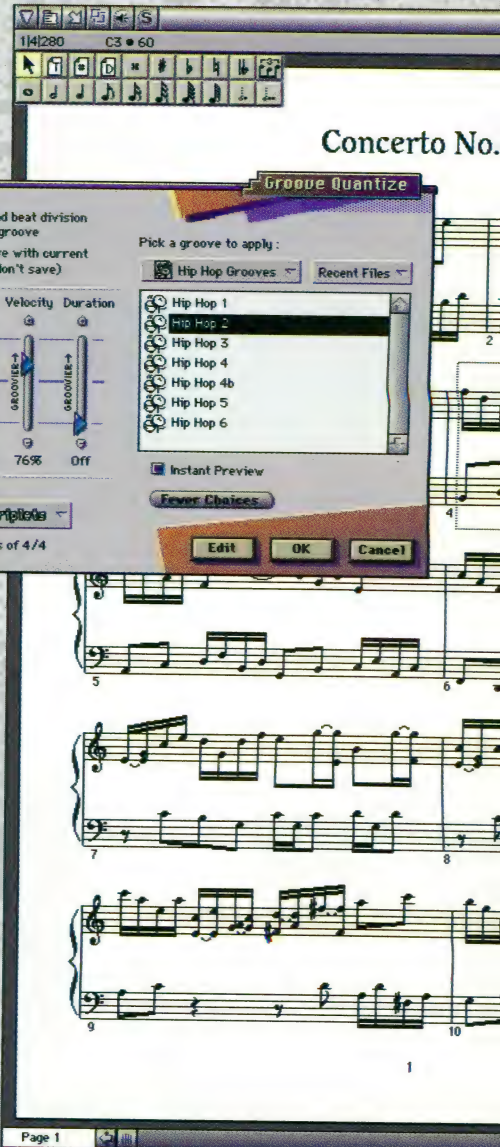 S
1|4|280 C3 • 60
T D
Concerto No.
Groove Quantize
d beat division
groove
e with current
don't save)
Pick a groove to apply :
Hip Hop Grooves Recent Files
Velocity Duration
GROOVIER→ GROOVIER→
76% Off
Hip Hop 1
Hip Hop 2
Hip Hop 3
Hip Hop 4
Hip Hop 4b
Hip Hop 5
Hip Hop 6
Instant Preview
Fewer Choices
s of 4/4
Edit OK Cancel
2
4
5 6
7 8
9 10
1
Page 1